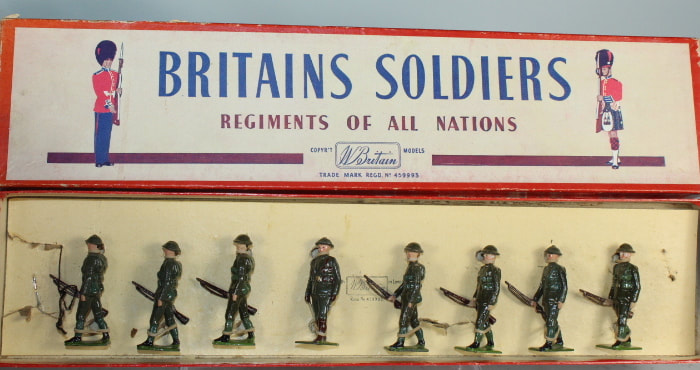 BRITAINS SOLDIERS
REGIMENTS OF ALL NATIONS
COPYR'T W Britain MODELS
TRADE MARK REGD. No 459993